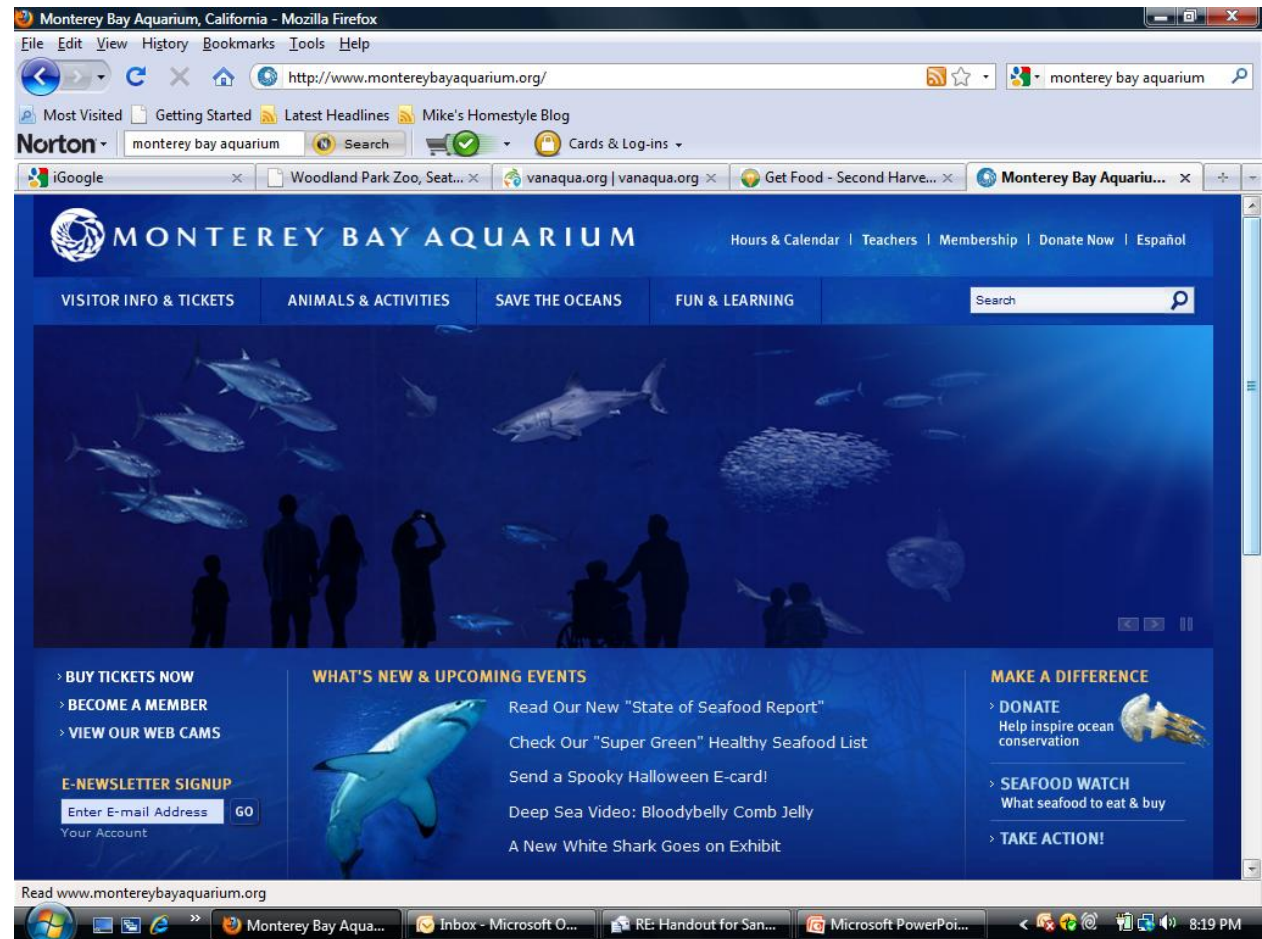 Monterey Bay Aquarium, California - Mozilla Firefox
File Edit View History Bookmarks Tools Help
http://www.montereybayaquarium.org/ monterey bay aquarium
Most Visited Getting Started Latest Headlines Mike's Homestyle Blog
Norton monterey bay aquarium Search Cards & Log-ins
iGoogle Woodland Park Zoo, Seat... vanaqua.org | vanaqua.org Get Food - Second Harve... Monterey Bay Aquariu...
MONTEREY BAY AQUARIUM
Hours & Calendar | Teachers | Membership | Donate Now | Español
VISITOR INFO & TICKETS ANIMALS & ACTIVITIES SAVE THE OCEANS FUN & LEARNING Search
> BUY TICKETS NOW
> BECOME A MEMBER
> VIEW OUR WEB CAMS
E-NEWSLETTER SIGNUP
Enter E-mail Address GO
Your Account
WHAT'S NEW & UPCOMING EVENTS
Read Our New "State of Seafood Report"
Check Our "Super Green" Healthy Seafood List
Send a Spooky Halloween E-card!
Deep Sea Video: Bloodybelly Comb Jelly
A New White Shark Goes on Exhibit
MAKE A DIFFERENCE
> DONATE
Help inspire ocean
conservation
> SEAFOOD WATCH
What seafood to eat & buy
> TAKE ACTION!
Read www.montereybayaquarium.org
Monterey Bay Aqua... Inbox - Microsoft O... RE: Handout for San... Microsoft PowerPoi... 8:19 PM